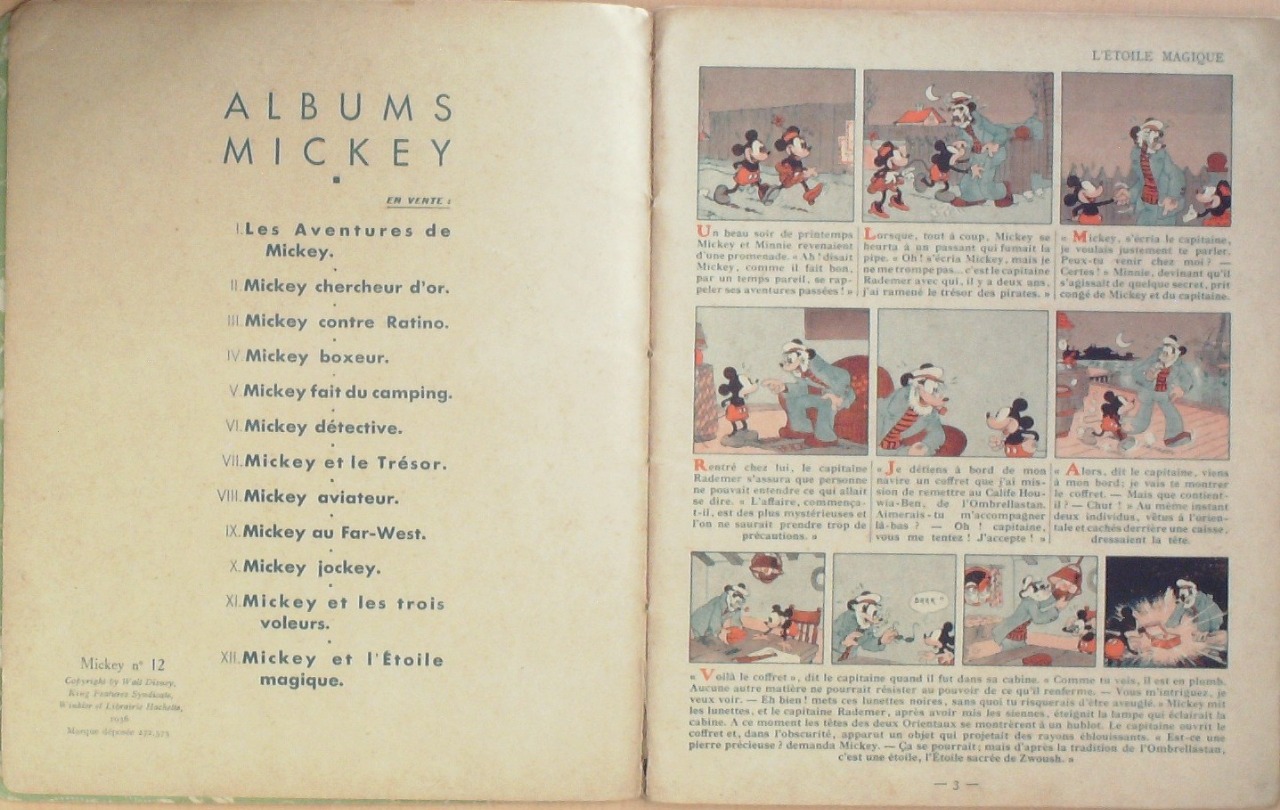 ALBUMS
MICKEY
EN VENTE :
I. Les Aventures de
Mickey.
II. Mickey chercheur d'or.
III. Mickey contre Ratino.
IV. Mickey boxeur.
V. Mickey fait du camping.
VI. Mickey détective.
VII. Mickey et le Trésor.
VIII. Mickey aviateur.
IX. Mickey au Far-West.
X. Mickey jockey.
XI. Mickey et les trois
voleurs.
XII. Mickey et l'Étoile
magique.
Mickey nº 12
Copyright by Walt Disney,
King Features Syndicate,
Winkler et Librairie Hachette,
1936
Marque déposée 252.525
L'ÉTOILE MAGIQUE
Un beau soir de printemps
Mickey et Minnie revenaient
d'une promenade. « Ah ! disait
Mickey, comme il fait bon,
par un temps pareil, se rap-
peler ses aventures passées ! »
Lorsque, tout à coup, Mickey se
heurta à un passant qui fumait la
pipe. « Oh ! s'écria Mickey, mais je
ne me trompe pas... c'est le capitaine
Rademer avec qui, il y a deux ans,
j'ai ramené le trésor des pirates. »
« Mickey, s'écria le capitaine,
je voulais justement te parler.
Peux-tu venir chez moi ? —
Certes ! » Minnie, devinant qu'il
s'agissait de quelque secret, prit
congé de Mickey et du capitaine.
Rentré chez lui, le capitaine
Rademer s'assura que personne
ne pouvait entendre ce qui allait
se dire. « L'affaire, commença-
t-il, est des plus mystérieuses et
l'on ne saurait prendre trop de
précautions. »
« Je détiens à bord de mon
navire un coffret que j'ai mis-
sion de remettre au Calife Hou-
wia-Ben, de l'Ombrellastan.
Aimerais-tu m'accompagner
là-bas ? — Oh ! capitaine,
vous me tentez ! J'accepte ! »
« Alors, dit le capitaine, viens
à mon bord; je vais te montrer
le coffret. — Mais que contient-
il ? — Chut ! » Au même instant
deux individus, vêtus à l'orien-
tale et cachés derrière une caisse,
dressaient la tête.
BRRR
« Voilà le coffret », dit le capitaine quand il fut dans sa cabine. « Comme tu vois, il est en plomb.
Aucune autre matière ne pourrait résister au pouvoir de ce qu'il renferme. — Vous m'intriguez, je
veux voir. — Eh bien ! mets ces lunettes noires, sans quoi tu risquerais d'être aveuglé. » Mickey mit
les lunettes, et le capitaine Rademer, après avoir mis les siennes, éteignit la lampe qui éclairait la
cabine. A ce moment les têtes des deux Orientaux se montrèrent à un hublot. Le capitaine ouvrit le
coffret et, dans l'obscurité, apparut un objet qui projetait des rayons éblouissants. « Est-ce une
pierre précieuse ? demanda Mickey. — Ça se pourrait; mais d'après la tradition de l'Ombrellastan,
c'est une étoile, l'Étoile sacrée de Zwoush. »
— 3 —